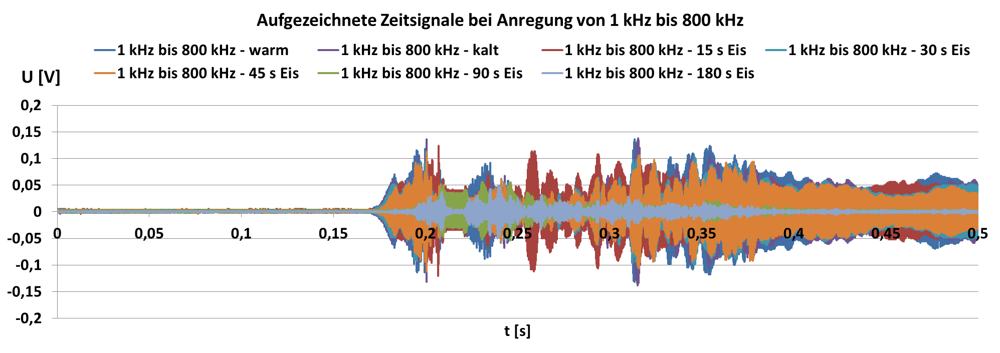 Aufgezeichnete Zeitsignale bei Anregung von 1 kHz bis 800 kHz
1 kHz bis 800 kHz - warm 1 kHz bis 800 kHz - kalt 1 kHz bis 800 kHz - 15 s Eis 1 kHz bis 800 kHz - 30 s Eis
1 kHz bis 800 kHz - 45 s Eis 1 kHz bis 800 kHz - 90 s Eis 1 kHz bis 800 kHz - 180 s Eis
U [V]
0,2
0,15
0,1
0,05
0
0 0,05 0,1 0,15 0,2 0,25 0,3 0,35 0,4 0,45 0,5
-0,05
-0,1
-0,15
-0,2
t [s]